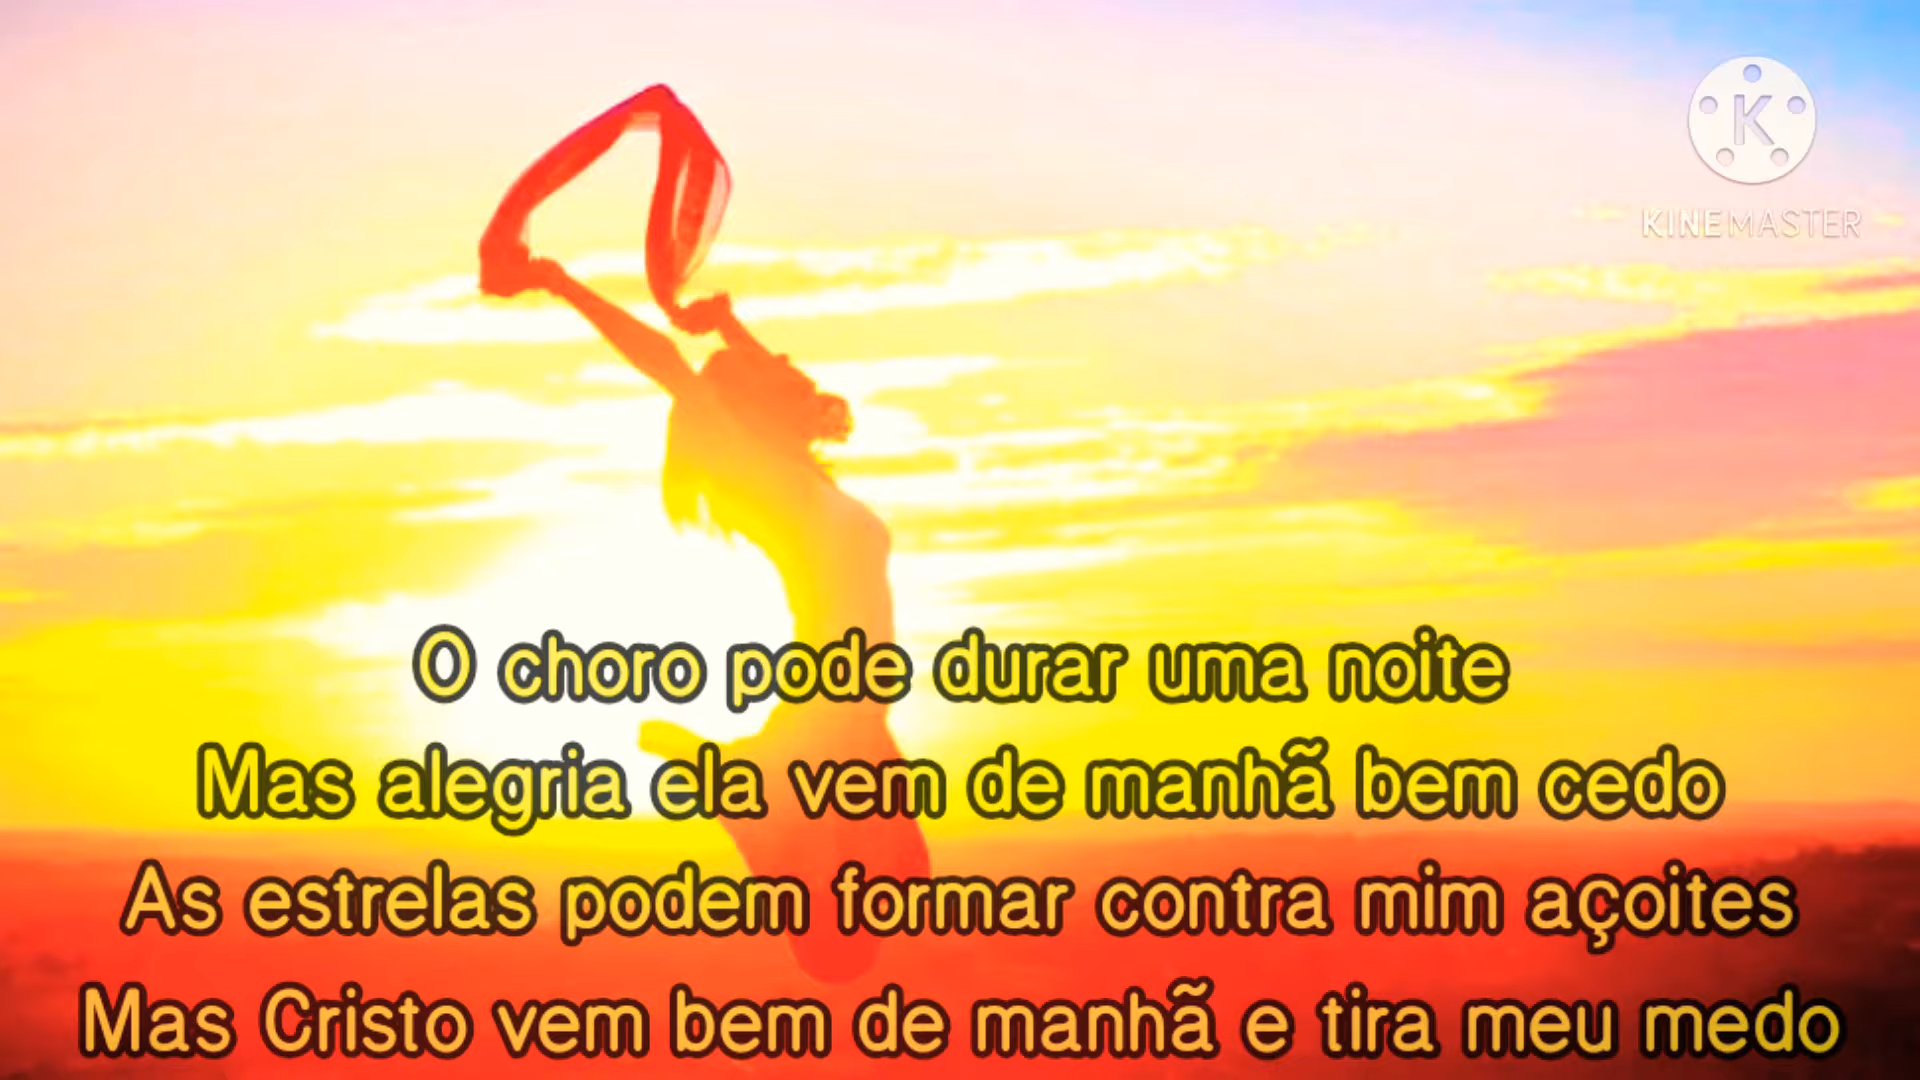 K
KINEMASTER
O choro pode durar uma noite
Mas alegria ela vem de manhã bem cedo
As estrelas podem formar contra mim açoites
Mas Cristo vem bem de manhã e tira meu medo